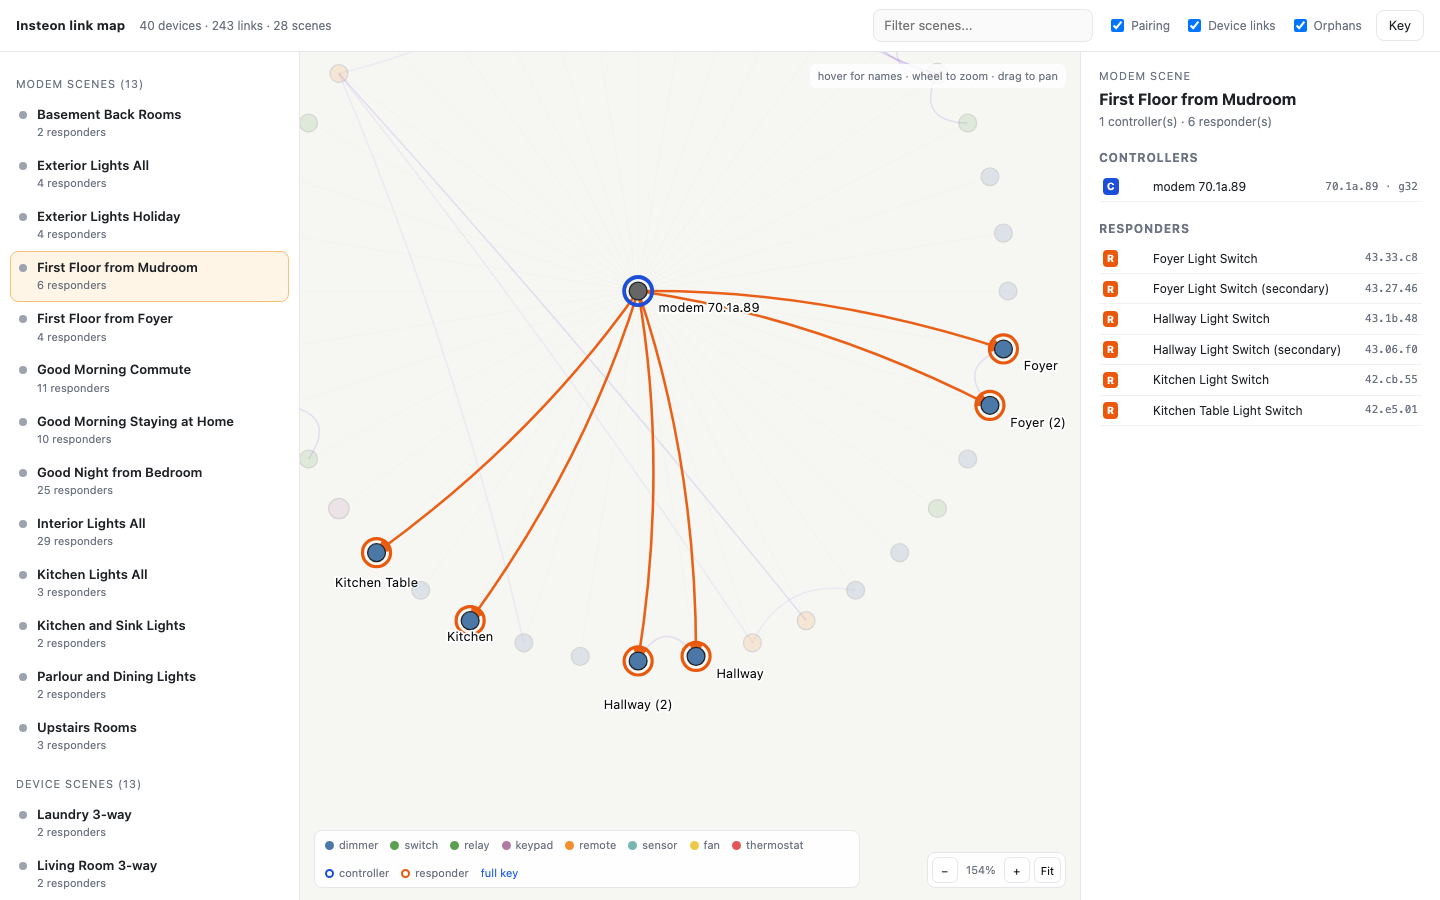 Insteon link map
40 devices · 243 links · 28 scenes
Filter scenes...
Pairing
Device links
Orphans
Key
MODEM SCENES (13)
Basement Back Rooms
2 responders
Exterior Lights All
4 responders
Exterior Lights Holiday
4 responders
First Floor from Mudroom
6 responders
First Floor from Foyer
4 responders
Good Morning Commute
11 responders
Good Morning Staying at Home
10 responders
Good Night from Bedroom
25 responders
Interior Lights All
29 responders
Kitchen Lights All
3 responders
Kitchen and Sink Lights
2 responders
Parlour and Dining Lights
2 responders
Upstairs Rooms
3 responders
DEVICE SCENES (13)
Laundry 3-way
2 responders
Living Room 3-way
2 responders
hover for names · wheel to zoom · drag to pan
modem 70.1a.89
Foyer
Foyer (2)
Kitchen Table
Kitchen
Hallway
Hallway (2)
dimmer
switch
relay
keypad
remote
sensor
fan
thermostat
controller
responder
full key
− 154% + Fit
MODEM SCENE
First Floor from Mudroom
1 controller(s) · 6 responder(s)
CONTROLLERS
C modem 70.1a.89 70.1a.89 · g32
RESPONDERS
R Foyer Light Switch 43.33.c8
R Foyer Light Switch (secondary) 43.27.46
R Hallway Light Switch 43.1b.48
R Hallway Light Switch (secondary) 43.06.f0
R Kitchen Light Switch 42.cb.55
R Kitchen Table Light Switch 42.e5.01